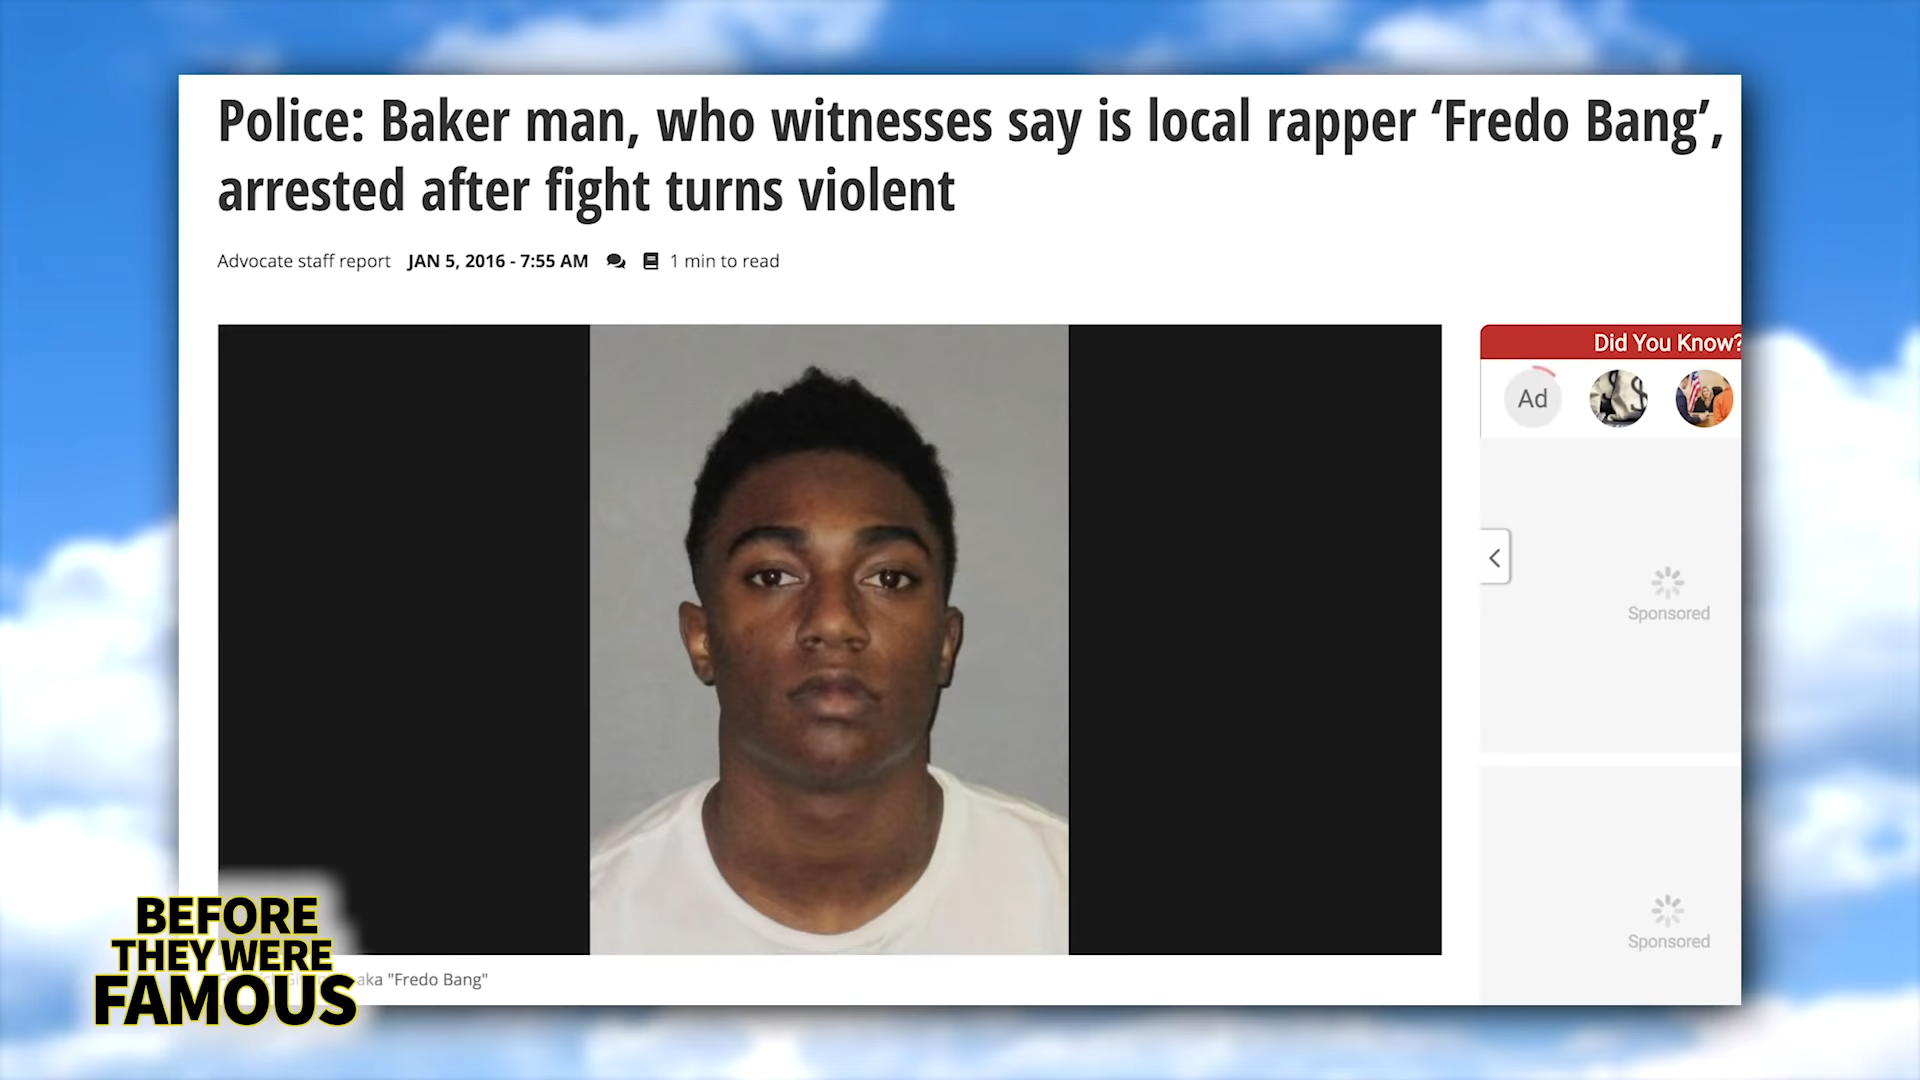 Police: Baker man, who witnesses say is local rapper ‘Fredo Bang’,
arrested after fight turns violent
Advocate staff report JAN 5, 2016 - 7:55 AM 1 min to read
Did You Know?
Ad
Sponsored
Sponsored
aka "Fredo Bang"
BEFORE
THEY WERE
FAMOUS